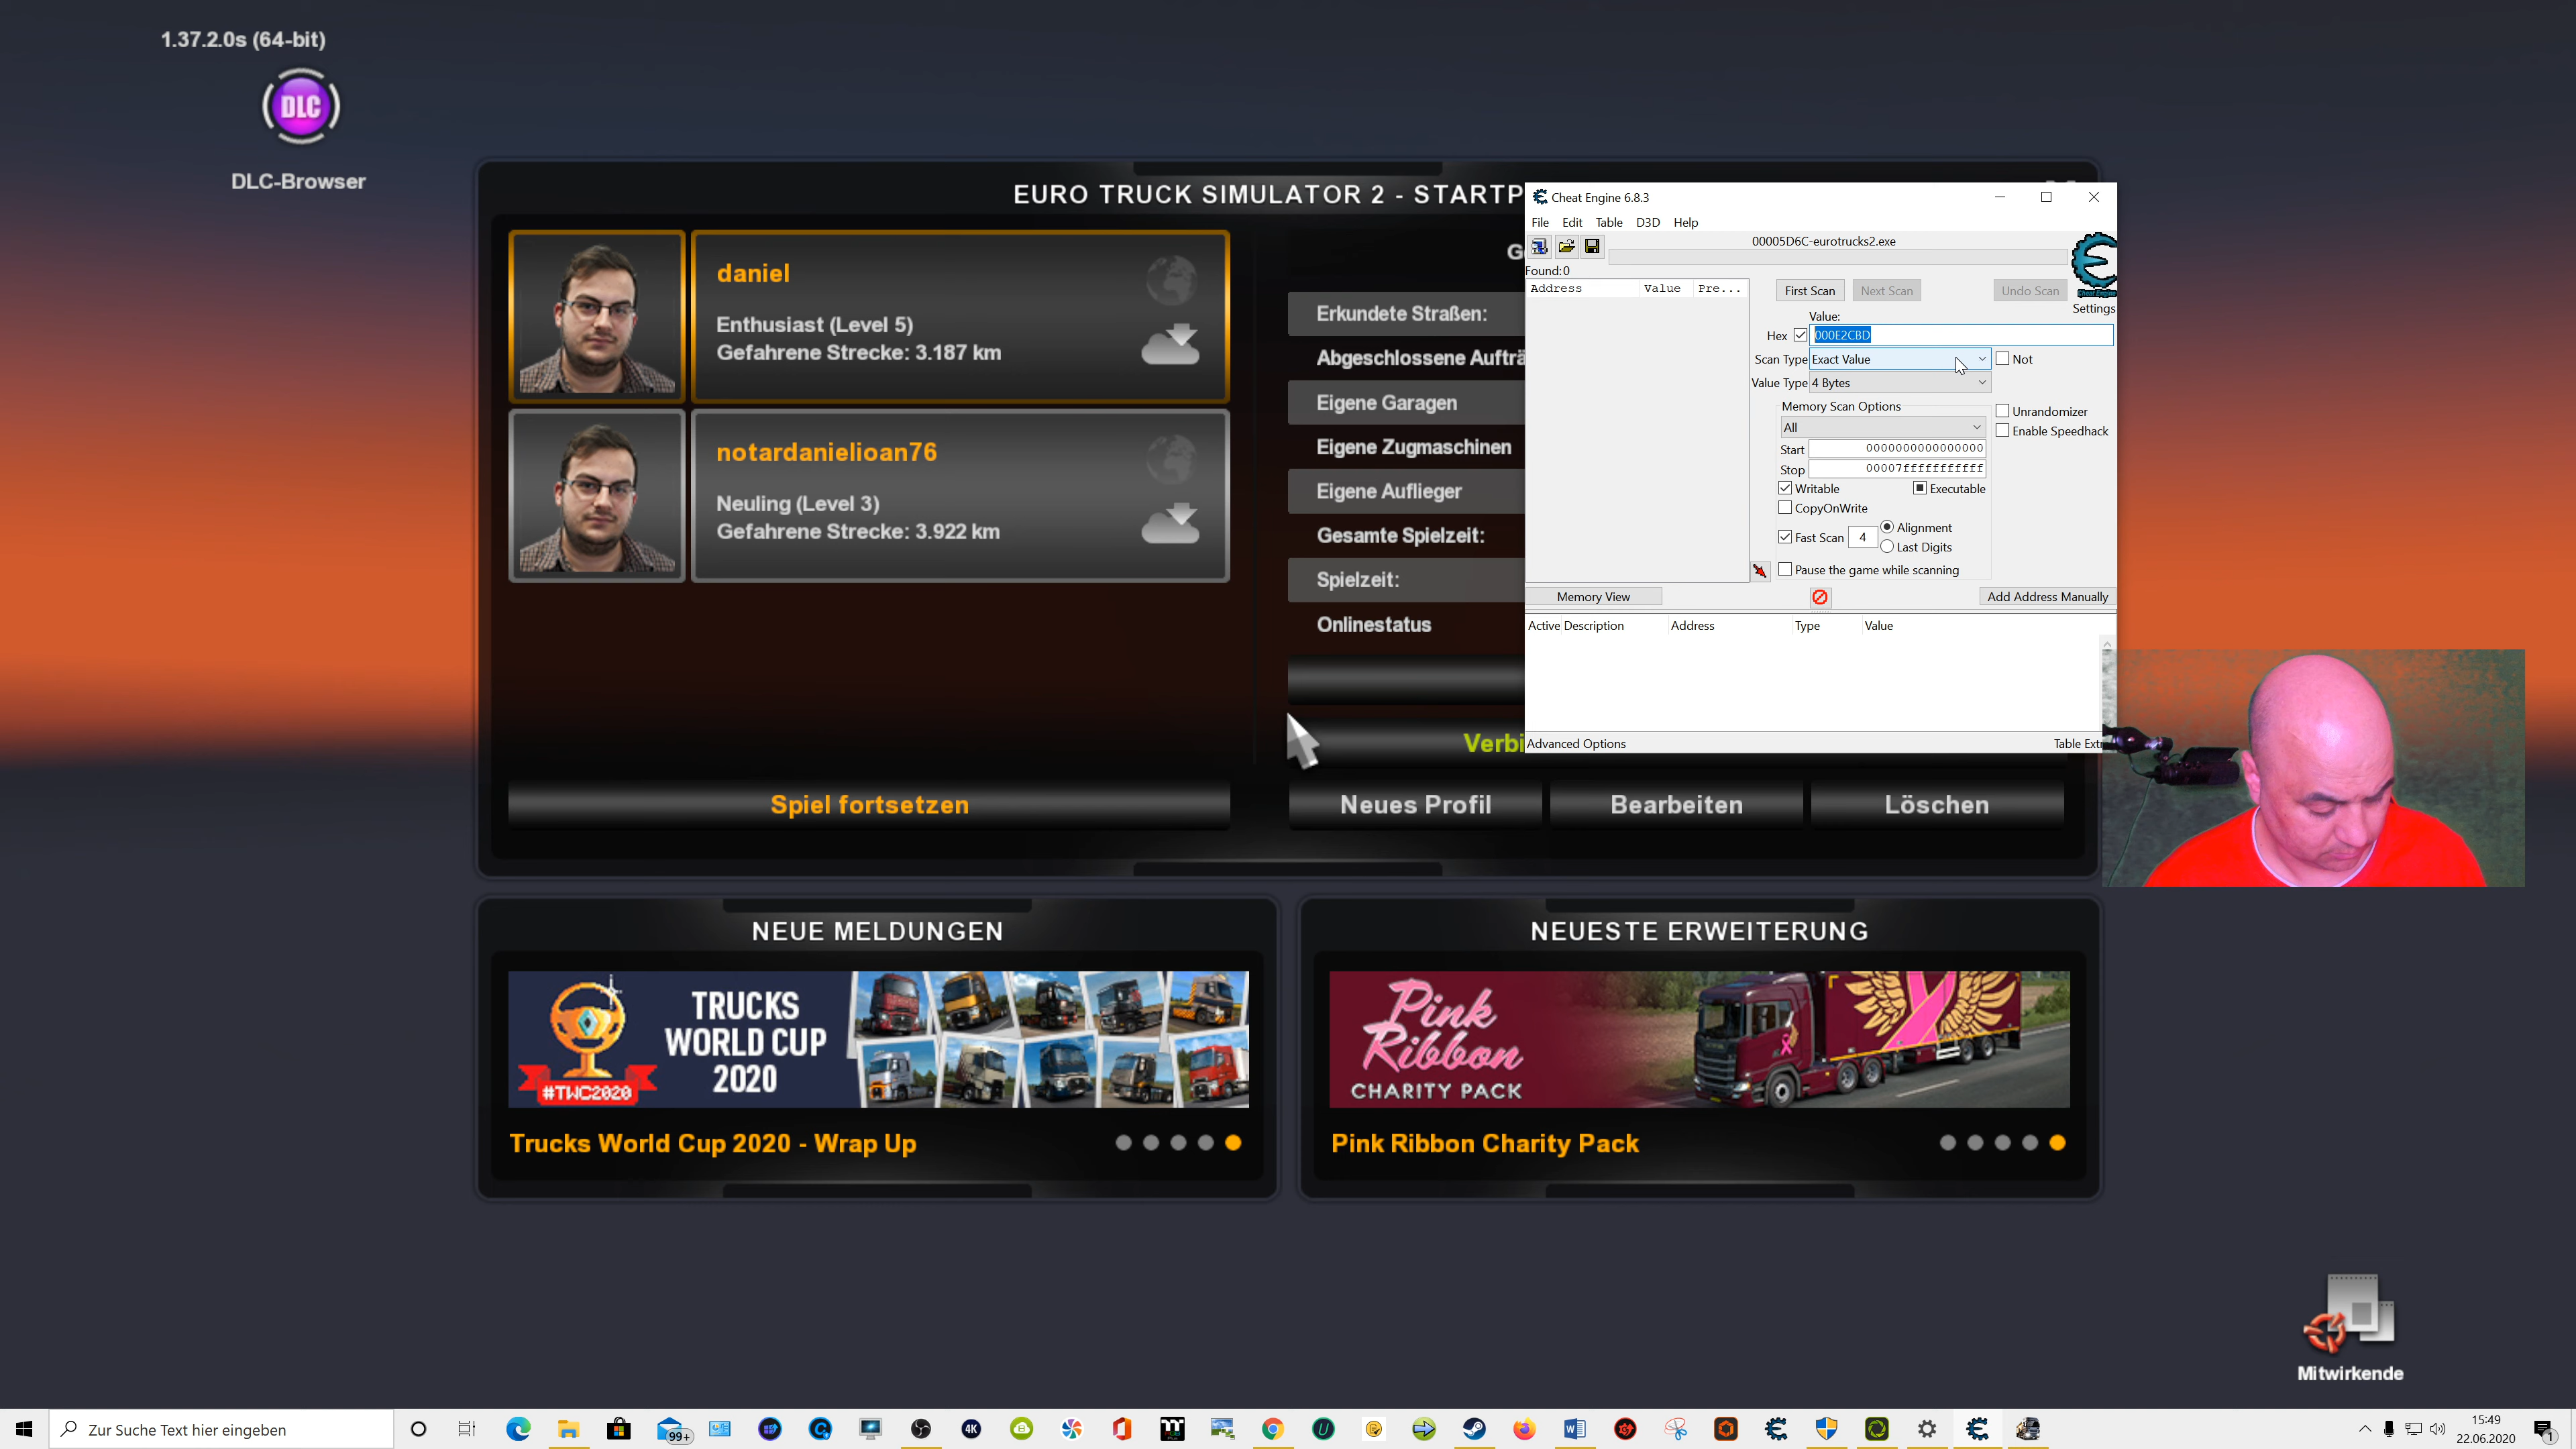 1.37.2.0s (64-bit)
DLC
DLC-Browser
EURO TRUCK SIMULATOR 2 - STARTP
daniel
Enthusiast (Level 5)
Gefahrene Strecke: 3.187 km
notardanielioan76
Neuling (Level 3)
Gefahrene Strecke: 3.922 km
Spiel fortsetzen
Erkundete Straßen:
Abgeschlossene Aufträ
Eigene Garagen
Eigene Zugmaschinen
Eigene Auflieger
Gesamte Spielzeit:
Spielzeit:
Onlinestatus
Verbi
Neues Profil
Bearbeiten
Löschen
Cheat Engine 6.8.3
File Edit Table D3D Help
00005D6C-eurotrucks2.exe
Found:0
Address Value Pre...
First Scan Next Scan Undo Scan
Settings
Value:
Hex 000E2CBD
Scan Type Exact Value Not
Value Type 4 Bytes
Memory Scan Options
All
Unrandomizer
Enable Speedhack
Start 0000000000000000
Stop 00007fffffffffff
Writable Executable
CopyOnWrite
Fast Scan 4 Alignment
Last Digits
Pause the game while scanning
Memory View Add Address Manually
Active Description Address Type Value
Advanced Options Table Ext
NEUE MELDUNGEN
TRUCKS
WORLD CUP
2020
#TWC2020
Trucks World Cup 2020 - Wrap Up
NEUESTE ERWEITERUNG
Pink
Ribbon
CHARITY PACK
Pink Ribbon Charity Pack
Mitwirkende
Zur Suche Text hier eingeben
99+
4K
15:49
22.06.2020
1